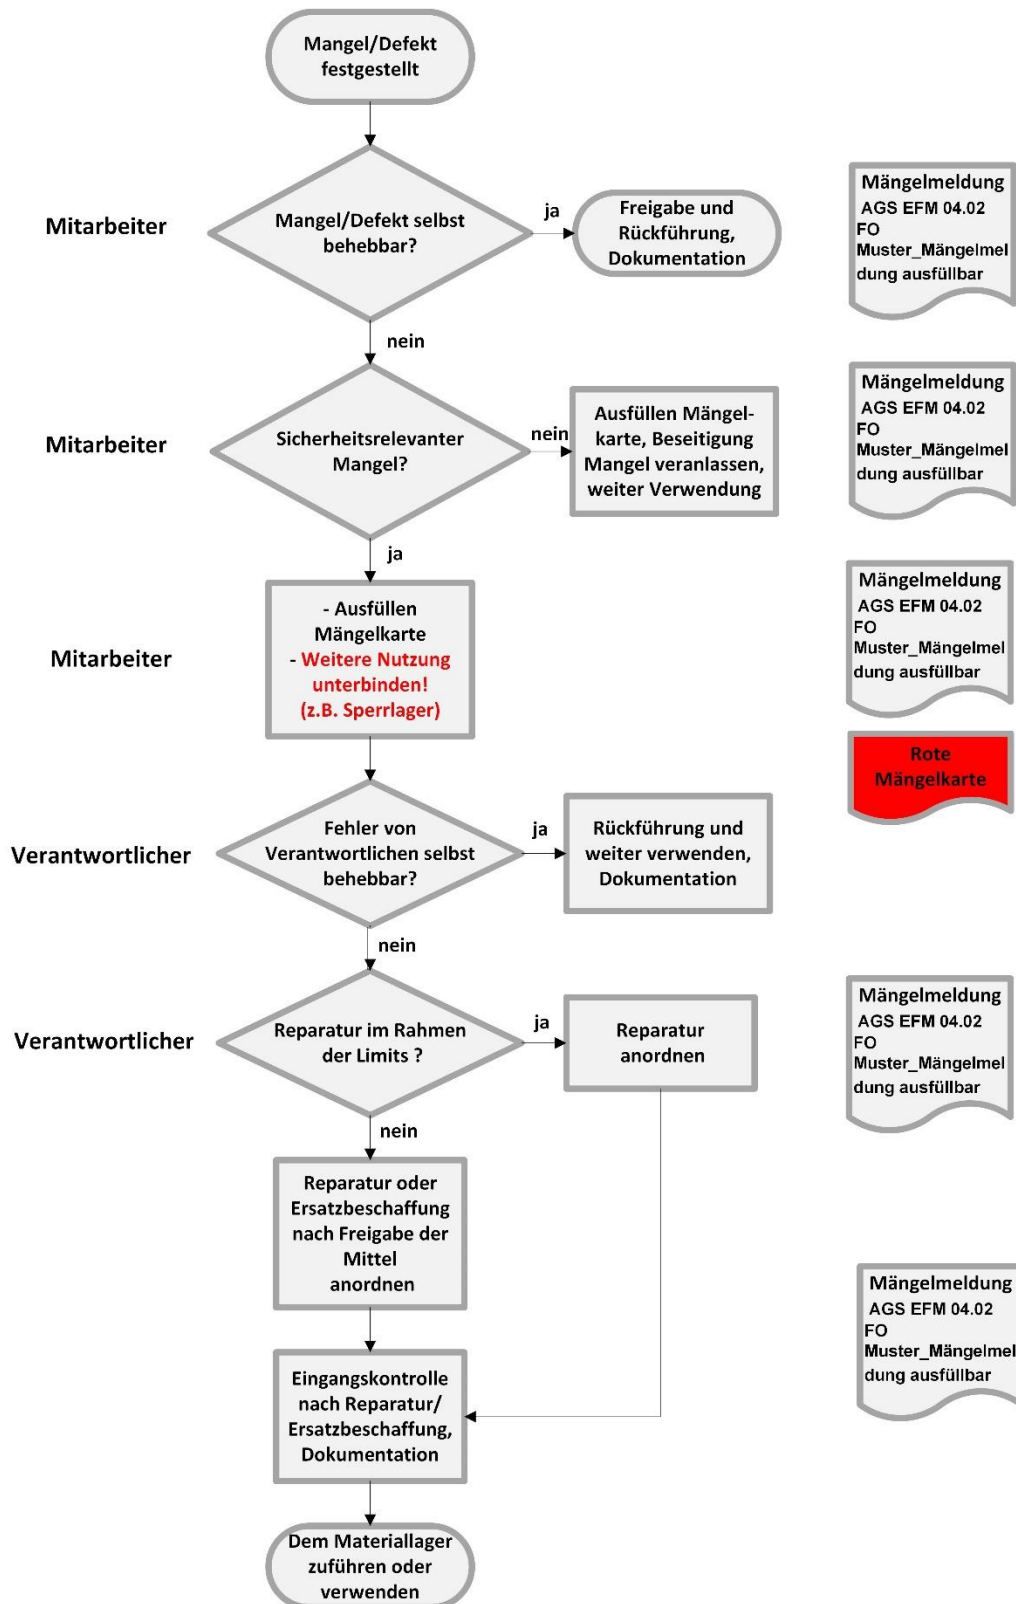 Mangel/Defekt
festgestellt
Mitarbeiter
Mangel/Defekt selbst
behebbar?
ja
Freigabe und
Rückführung,
Dokumentation
Mängelmeldung
AGS EFM 04.02
FO
Muster_Mängelmel
dung ausfüllbar
nein
Mitarbeiter
Sicherheitsrelevanter
Mangel?
nein
Ausfüllen Mängel-
karte, Beseitigung
Mangel veranlassen,
weiter Verwendung
Mängelmeldung
AGS EFM 04.02
FO
Muster_Mängelmel
dung ausfüllbar
ja
Mitarbeiter
- Ausfüllen
Mängelkarte
- Weitere Nutzung
unterbinden!
(z.B. Sperrlager)
Mängelmeldung
AGS EFM 04.02
FO
Muster_Mängelmel
dung ausfüllbar
Rote
Mängelkarte
Verantwortlicher
Fehler von
Verantwortlichen selbst
behebbar?
ja
Rückführung und
weiter verwenden,
Dokumentation
nein
Verantwortlicher
Reparatur im Rahmen
der Limits ?
ja
Reparatur
anordnen
Mängelmeldung
AGS EFM 04.02
FO
Muster_Mängelmel
dung ausfüllbar
nein
Reparatur oder
Ersatzbeschaffung
nach Freigabe der
Mittel
anordnen
Mängelmeldung
AGS EFM 04.02
FO
Muster_Mängelmel
dung ausfüllbar
Eingangskontrolle
nach Reparatur/
Ersatzbeschaffung,
Dokumentation
Dem Materiallager
zuführen oder
verwenden